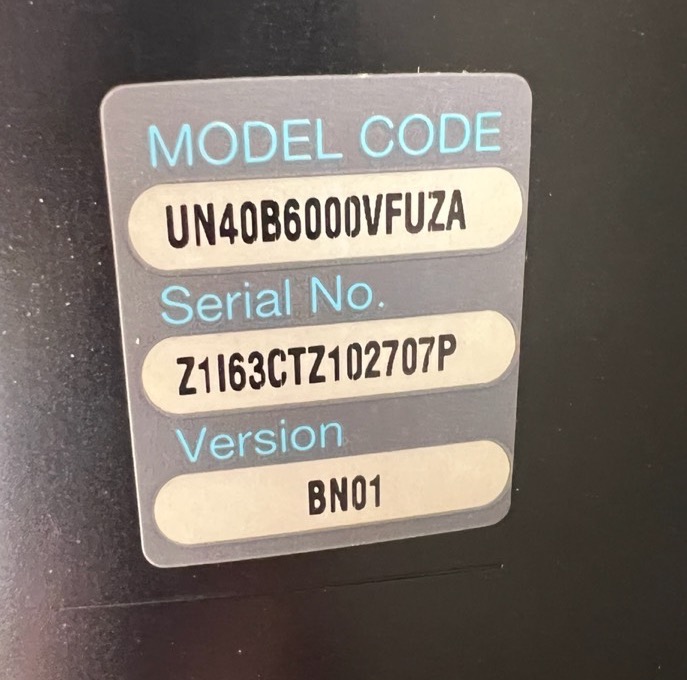 MODEL CODE
UN40B6000VFUZA
Serial No.
Z1I63CTZ102707P
Version
BN01